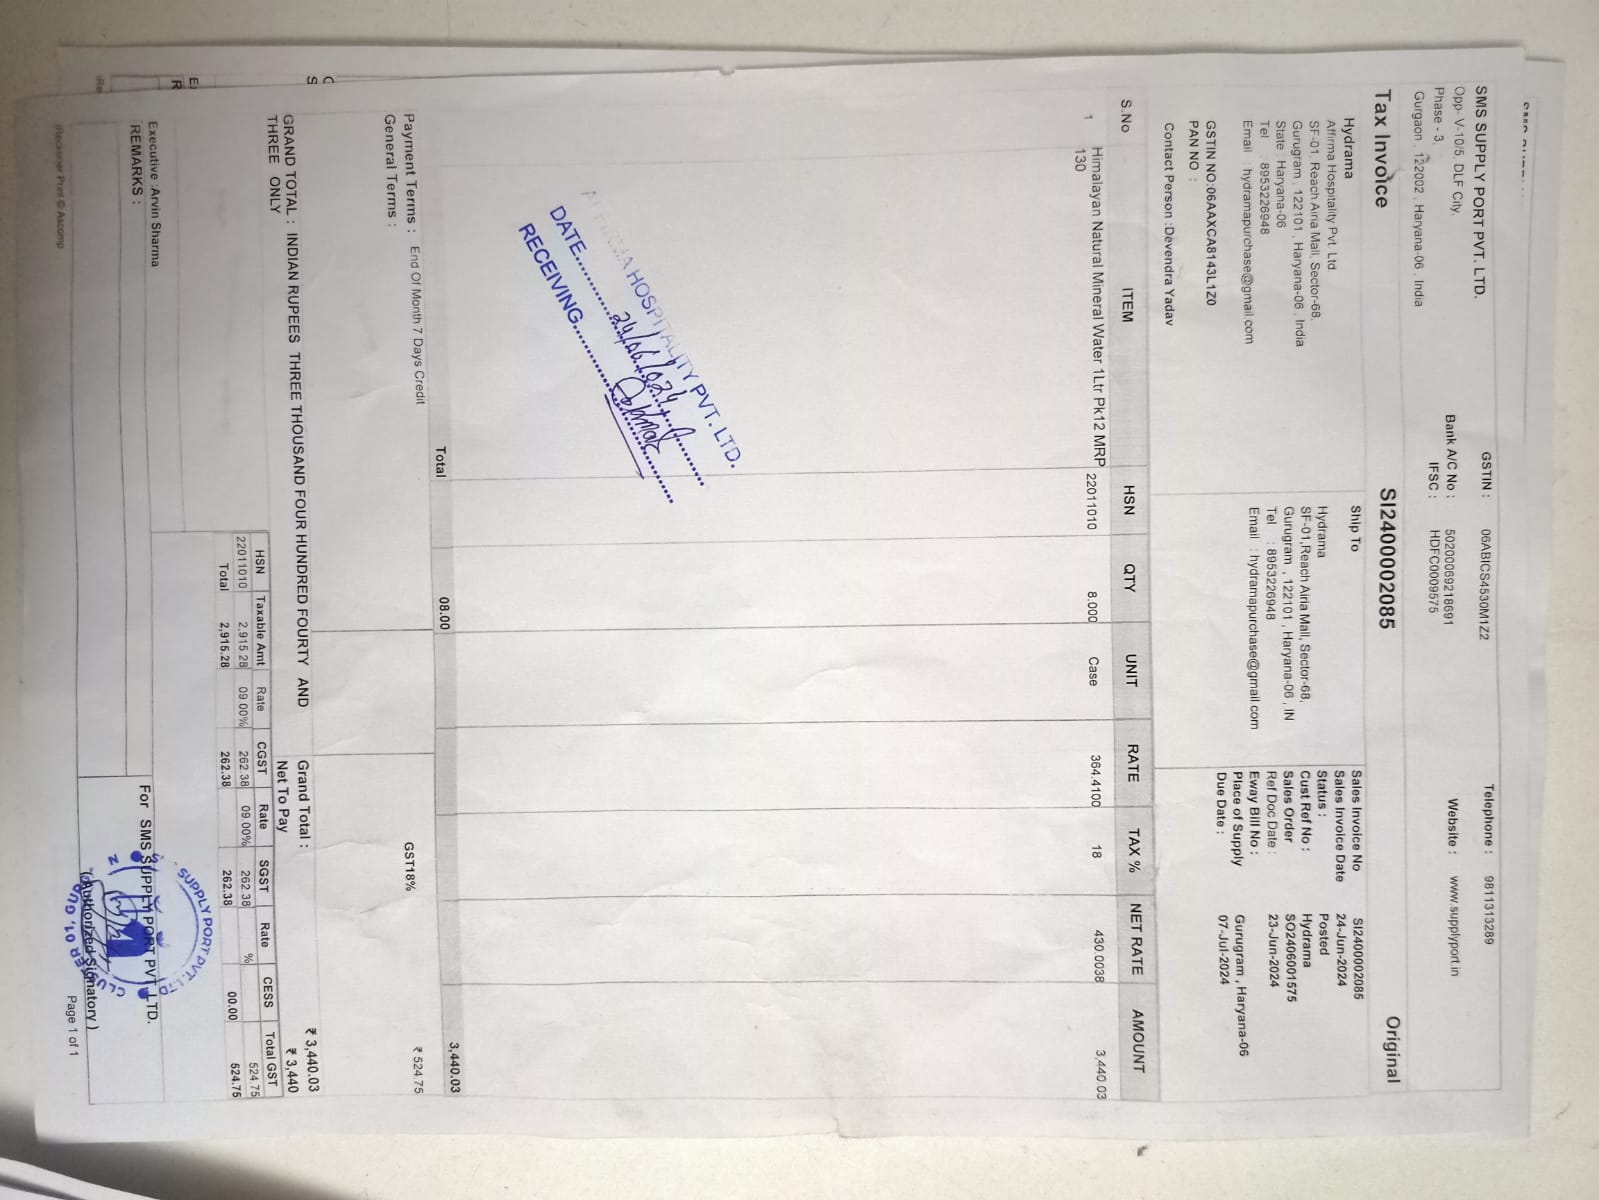 SMS SUPPLY PORT PVT. LTD.
Opp- V-10/5, DLF City,
Phase - 3,
Gurgaon , 122002 , Haryana-06 , India
GSTIN : 06ABICS4530M1Z2
Bank A/C No : 50200069218691
IFSC : HDFC0009575
Telephone : 9811313289
Website : www.supplyport.in
Tax Invoice SI2400002085 Original
Hydrama
Affirma Hospitality Pvt. Ltd
SF-01, Reach Airia Mall, Sector-68,
Gurugram , 122101 , Haryana-06 , India
State Haryana-06
Tel 8953226948
Email : hydramapurchase@gmail.com
GSTIN NO:06AAXCA8143L1Z0
PAN NO :
Contact Person :Devendra Yadav
Ship To
Hydrama
SF-01,Reach Airia Mall, Sector-68,
Gurugram , 122101 , Haryana-06 , IN
Tel : 8953226948
Email : hydramapurchase@gmail.com
Sales Invoice No SI2400002085
Sales Invoice Date 24-Jun-2024
Status : Posted
Cust Ref No : Hydrama
Sales Order SO2406001575
Ref Doc Date : 23-Jun-2024
Eway Bill No :
Place of Supply Gurugram , Haryana-06
Due Date : 07-Jul-2024
S.No ITEM HSN QTY UNIT RATE TAX % NET RATE AMOUNT
1 Himalayan Natural Mineral Water 1Ltr Pk12 MRP 22011010 8.000 Case 364.4100 18 430.0038 3,440.03
130
AFFIRMA HOSPITALITY PVT. LTD.
DATE 24/06/2024
RECEIVING
Total 08.00 3,440.03
Payment Terms : End Of Month 7 Days Credit
General Terms :
GST18% ₹ 524.75
GRAND TOTAL : INDIAN RUPEES THREE THOUSAND FOUR HUNDRED FOURTY AND
THREE ONLY
Grand Total : ₹ 3,440.03
Net To Pay ₹ 3,440
HSN Taxable Amt Rate CGST Rate SGST Rate CESS Total GST
22011010 2,915.28 09.00% 262.38 09.00% 262.38 % 524.75
Total 2,915.28 262.38 262.38 00.00 524.75
Executive :Arvin Sharma
REMARKS :
For SMS SUPPLY PORT PVT. LTD.
SUPPLY PORT PVT. LTD
CLUSTER 01, GU
(Authorized Signatory )
Reckoner Print © Ascomp
Page 1 of 1